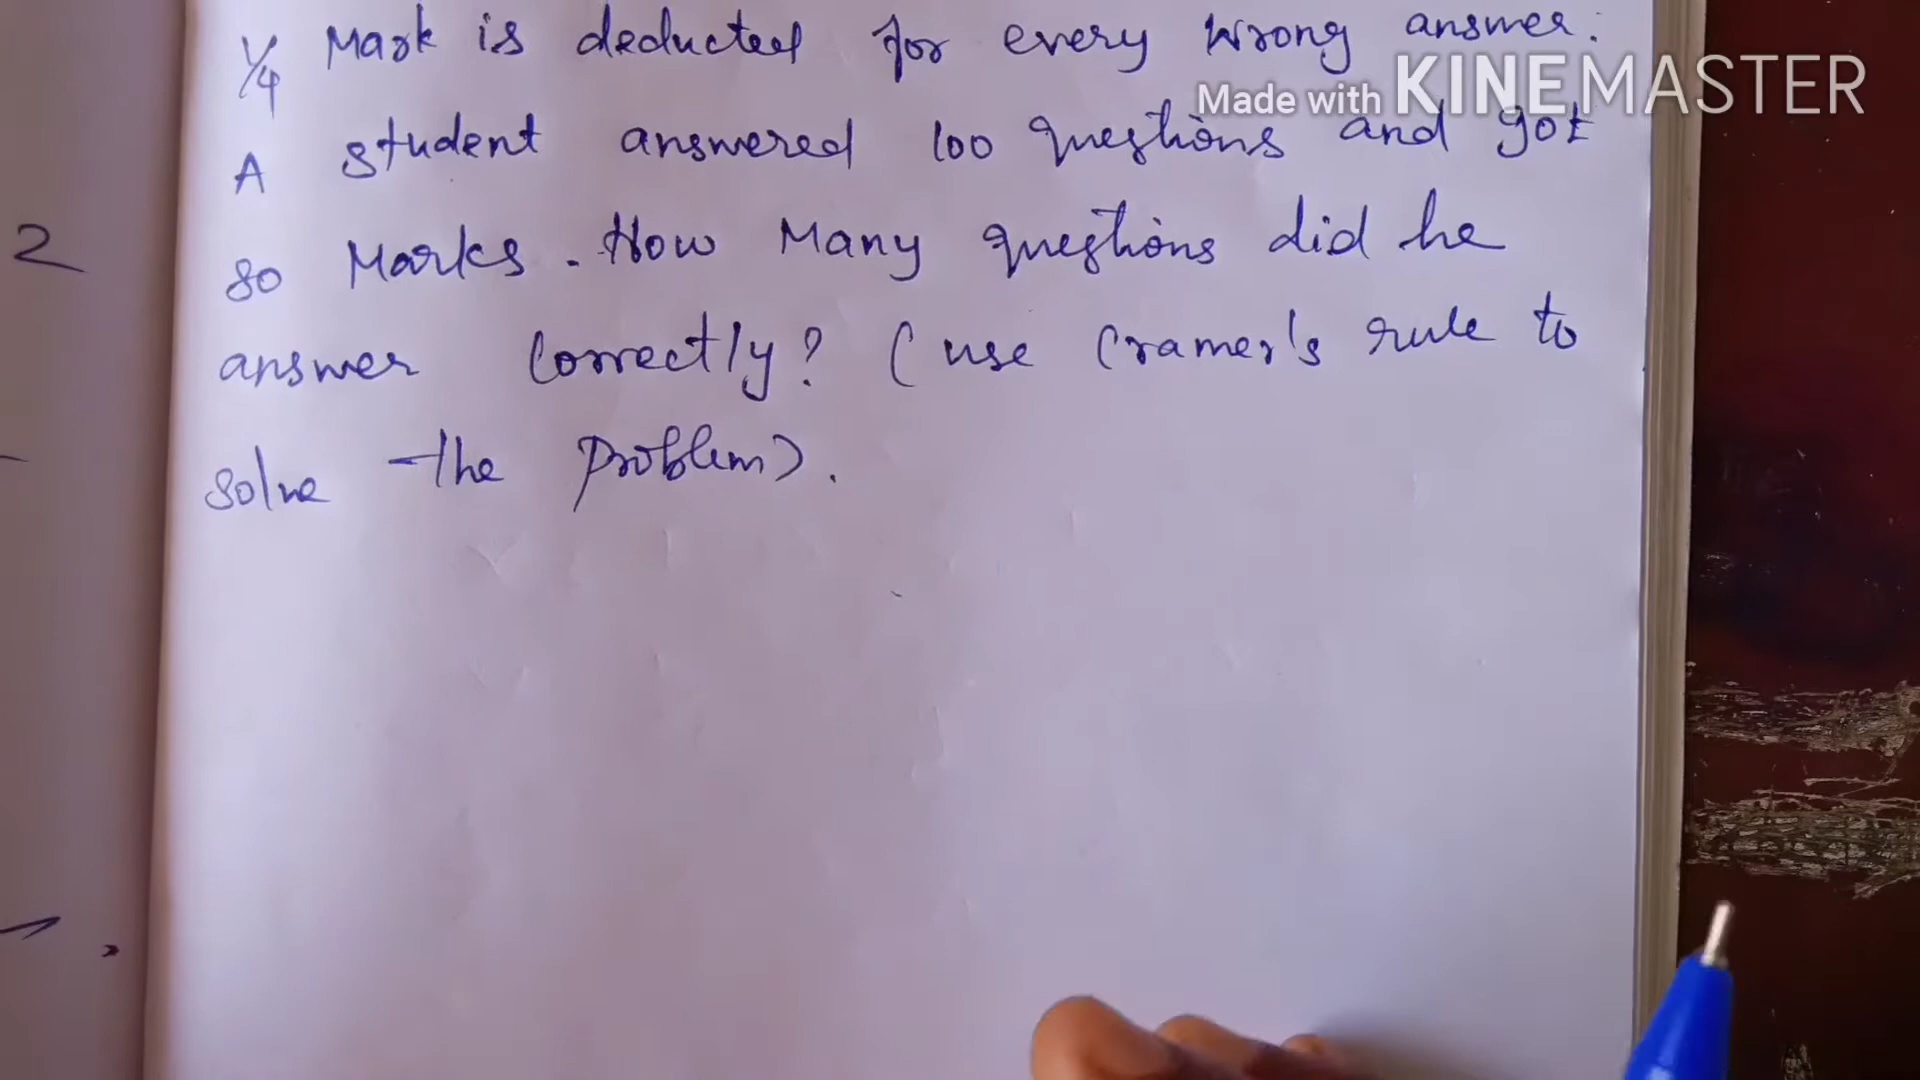 1/4 Mark is deducted for every wrong answer.
Made with KINEMASTER
A student answered 100 questions and got
80 Marks. How Many questions did he
2
answer correctly? (use Cramer's rule to
solve the problem).